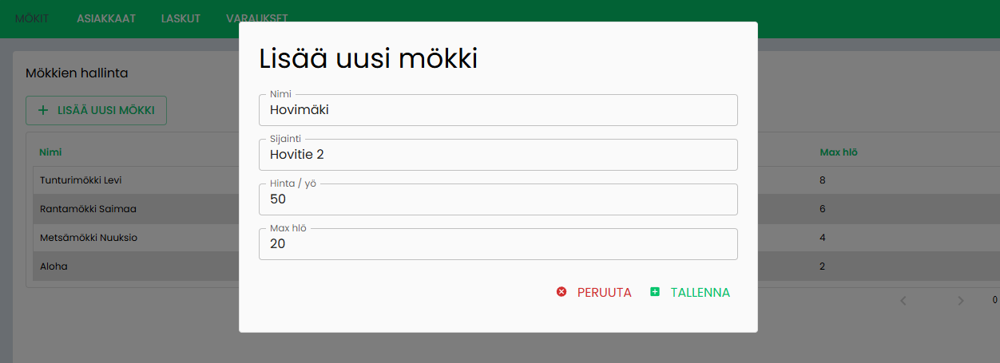 MÖKIT ASIAKKAAT LASKUT VARAUKSET
Lisää uusi mökki
Nimi
Hovimäki
Sijainti
Hovitie 2
Hinta / yö
50
Max hlö
20
PERUUTA TALLENNA
Mökkien hallinta
LISÄÄ UUSI MÖKKI
Nimi Max hlö
Tunturimökki Levi 8
Rantamökki Saimaa 6
Metsämökki Nuuksio 4
Aloha 2
0